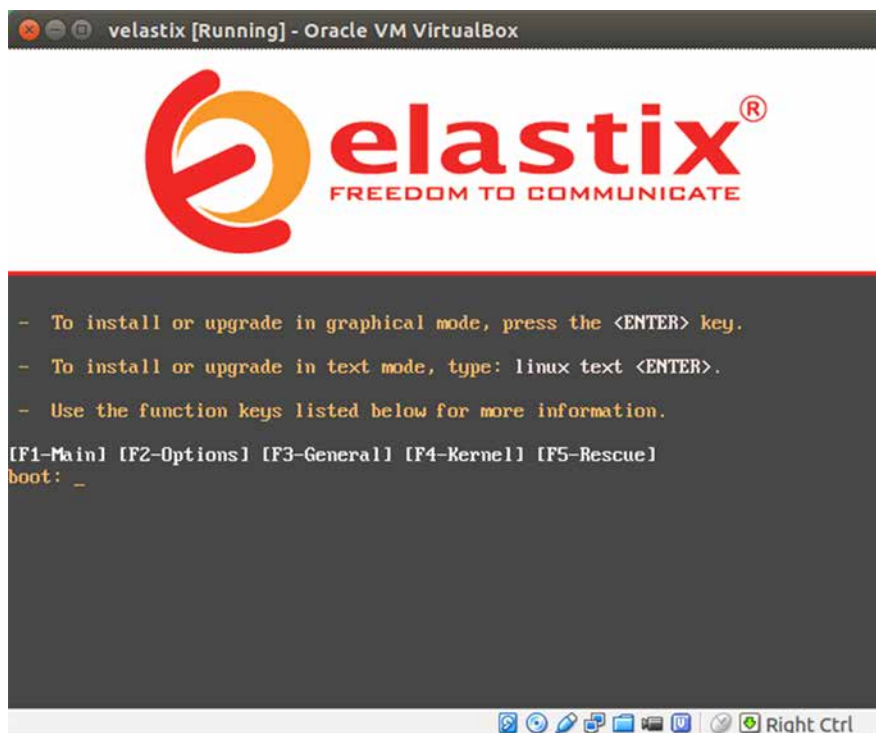 velastix [Running] - Oracle VM VirtualBox
elastix®
FREEDOM TO COMMUNICATE
- To install or upgrade in graphical mode, press the <ENTER> key.
- To install or upgrade in text mode, type: linux text <ENTER>.
- Use the function keys listed below for more information.
[F1-Main] [F2-Options] [F3-General] [F4-Kernel] [F5-Rescue]
boot: _
Right Ctrl